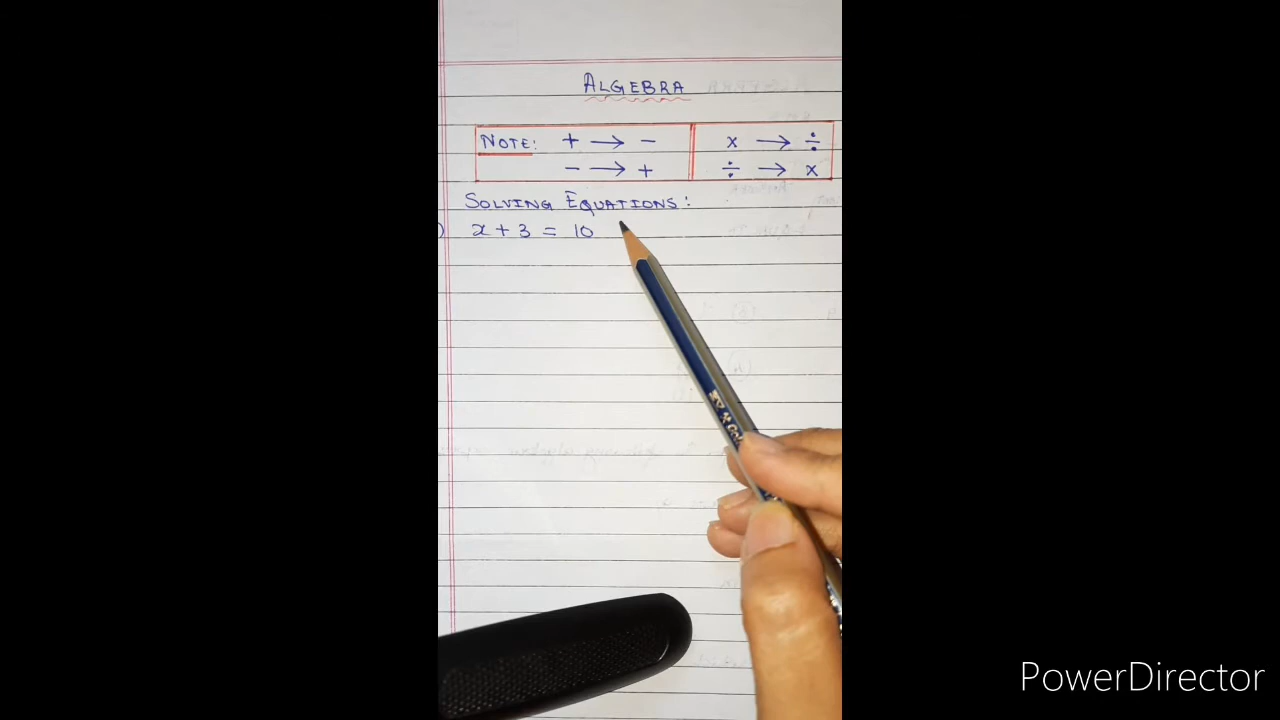 ALGEBRA
NOTE: + → - x → ÷
- → + ÷ → x
SOLVING EQUATIONS:
) x + 3 = 10
PowerDirector